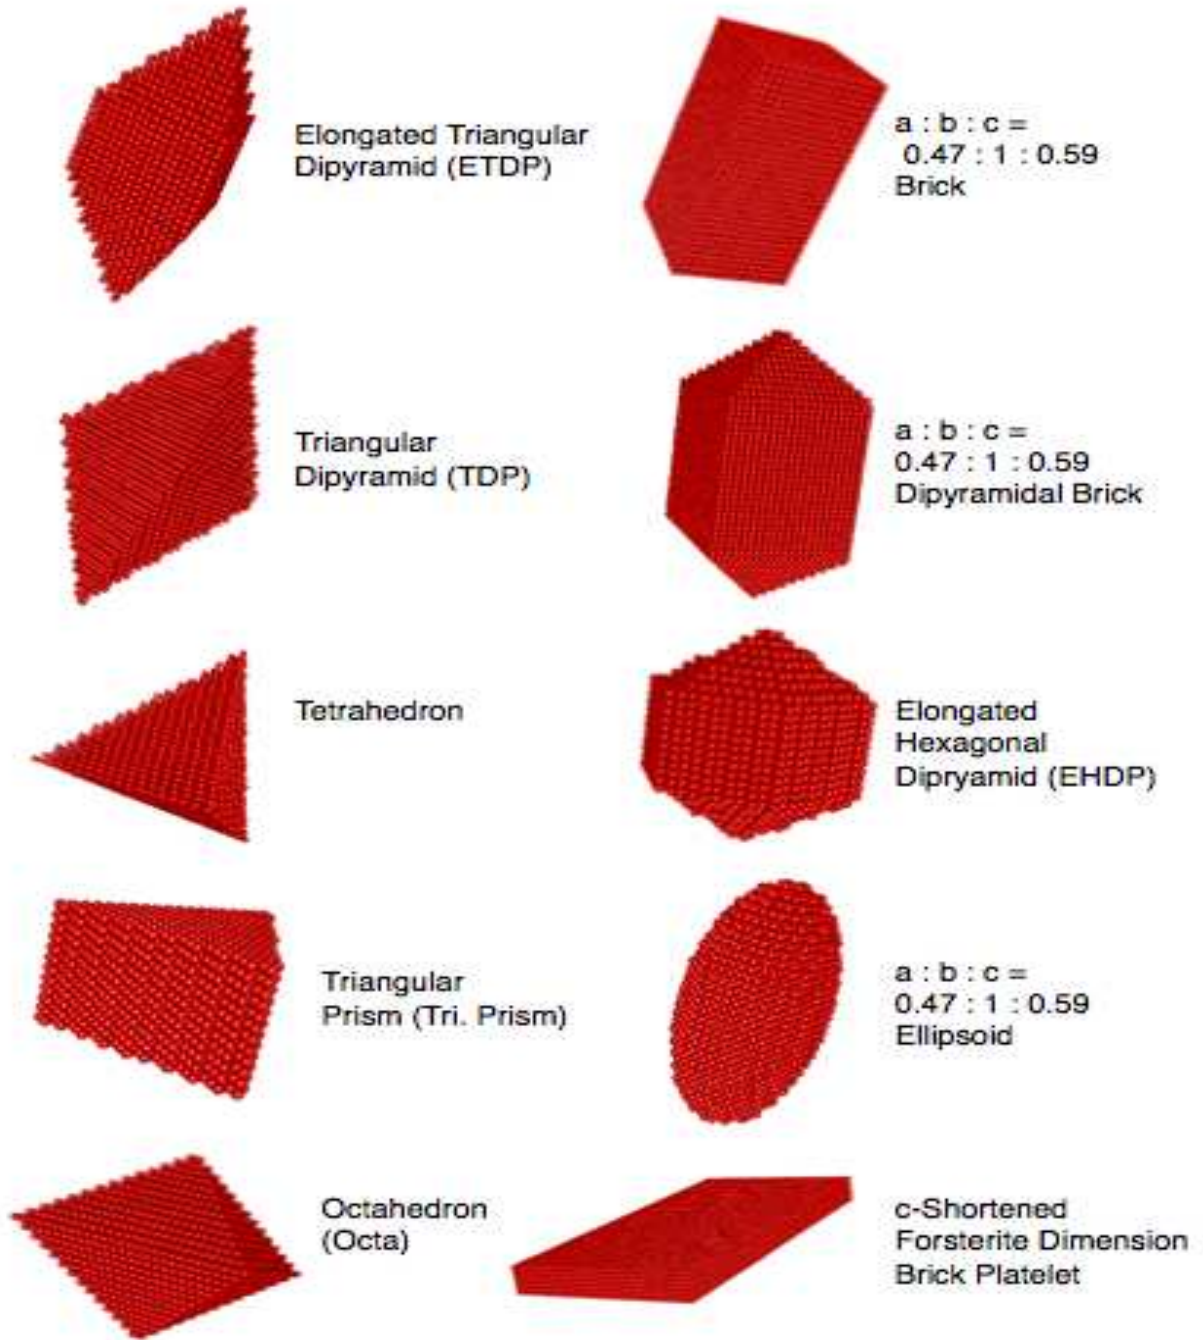 Elongated Triangular
Dipyramid (ETDP)
a : b : c =
0.47 : 1 : 0.59
Brick
Triangular
Dipyramid (TDP)
a : b : c =
0.47 : 1 : 0.59
Dipyramidal Brick
Tetrahedron
Elongated
Hexagonal
Dipryamid (EHDP)
Triangular
Prism (Tri. Prism)
a : b : c =
0.47 : 1 : 0.59
Ellipsoid
Octahedron
(Octa)
c-Shortened
Forsterite Dimension
Brick Platelet